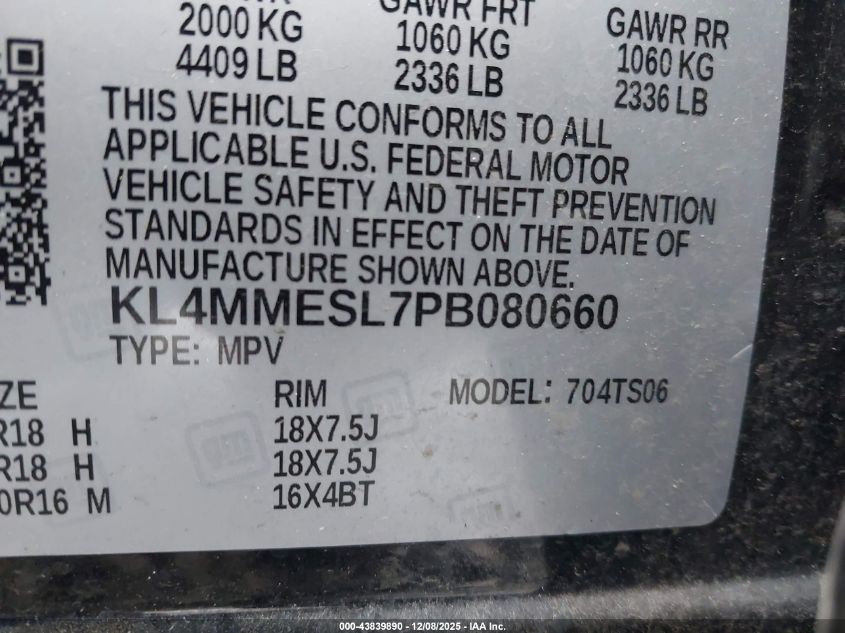 2000 KG
4409 LB
GAWR FRT
1060 KG
2336 LB
GAWR RR
1060 KG
2336 LB
THIS VEHICLE CONFORMS TO ALL
APPLICABLE U.S. FEDERAL MOTOR
VEHICLE SAFETY AND THEFT PREVENTION
STANDARDS IN EFFECT ON THE DATE OF
MANUFACTURE SHOWN ABOVE.
KL4MMESL7PB080660
TYPE: MPV
ZE RIM MODEL: 704TS06
R18 H 18X7.5J
R18 H 18X7.5J
0R16 M 16X4BT
gm
000-43839890 - 12/08/2025 - IAA Inc.